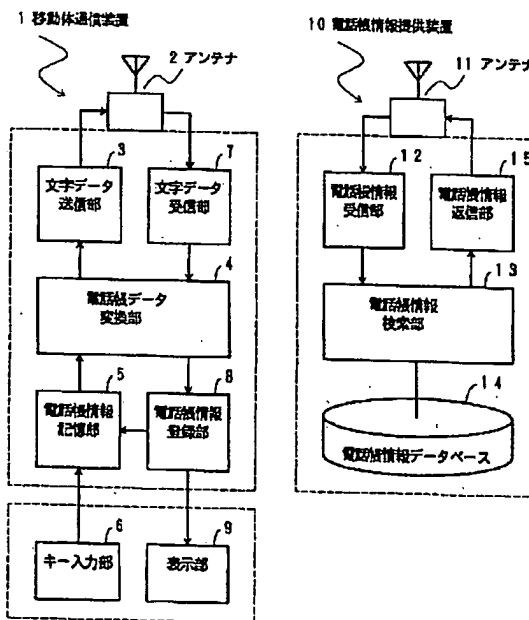 1 移動体通信装置
2 アンテナ
3
文字データ
送信部
7
文字データ
受信部
4
電話帳データ
変換部
5
電話帳情報
記憶部
8
電話帳情報
登録部
6
キー入力部
9
表示部
10 電話帳情報提供装置
11 アンテナ
12
電話帳情報
受信部
15
電話帳情報
返信部
13
電話帳情報
検索部
14
電話帳情報データベース